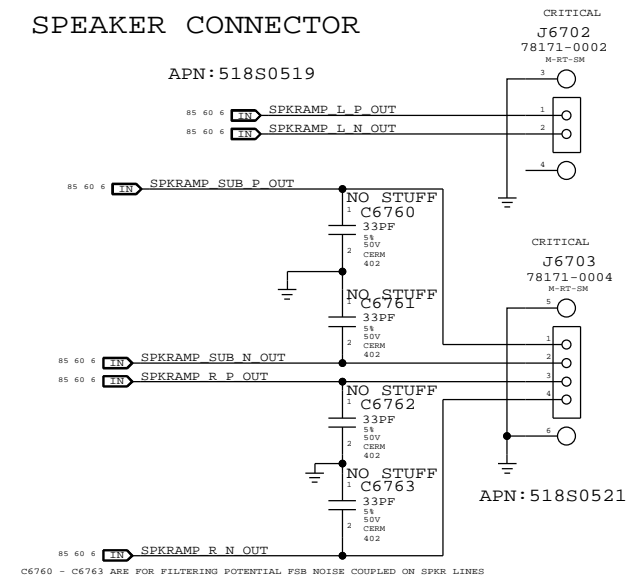 SPEAKER CONNECTOR
APN:518S0519
CRITICAL
J6702
78171-0002
M-RT-SM
3
85 60 6 IN SPKRAMP_L_P_OUT 1
85 60 6 IN SPKRAMP_L_N_OUT 2
4
85 60 6 IN SPKRAMP_SUB_P_OUT
NO STUFF
1 C6760
33PF
5%
50V
2 CERM
402
NO STUFF
1 C6761
33PF
5%
50V
2 CERM
402
CRITICAL
J6703
78171-0004
M-RT-SM
5
1
85 60 6 IN SPKRAMP_SUB_N_OUT 2
85 60 6 IN SPKRAMP_R_P_OUT 3
4
NO STUFF
1 C6762
33PF
5%
50V
2 CERM
402
6
NO STUFF
1 C6763
33PF
5%
50V
2 CERM
402
APN:518S0521
85 60 6 IN SPKRAMP_R_N_OUT
C6760 - C6763 ARE FOR FILTERING POTENTIAL FSB NOISE COUPLED ON SPKR LINES